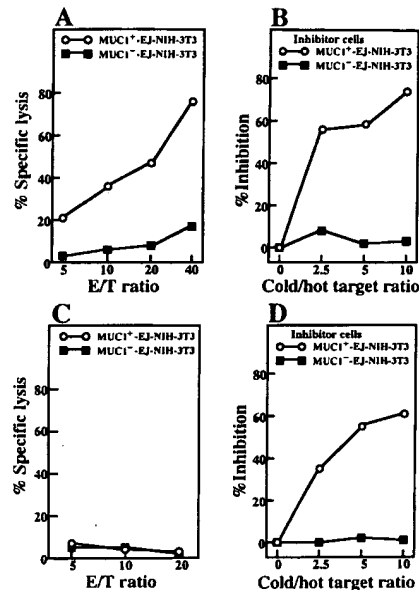 A
MUC1⁺-EJ-NIH-3T3
MUC1⁻-EJ-NIH-3T3
% Specific lysis
80
60
40
20
0
5 10 20 40
E/T ratio
B
Inhibitor cells
MUC1⁺-EJ-NIH-3T3
MUC1⁻-EJ-NIH-3T3
% Inhibition
80
60
40
20
0
0 2.5 5 10
Cold/hot target ratio
C
MUC1⁺-EJ-NIH-3T3
MUC1⁻-EJ-NIH-3T3
% Specific lysis
80
60
40
20
0
5 10 20
E/T ratio
D
Inhibitor cells
MUC1⁺-EJ-NIH-3T3
MUC1⁻-EJ-NIH-3T3
% Inhibition
80
60
40
20
0
0 2.5 5 10
Cold/hot target ratio